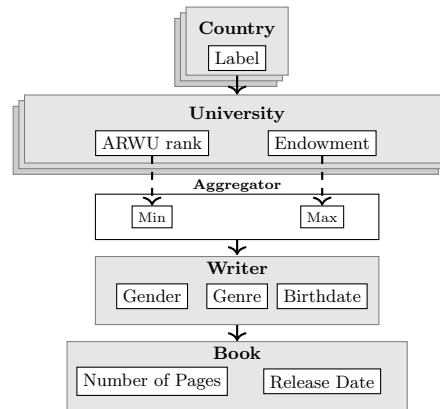 Country
Label
University
ARWU rank Endowment
Aggregator
Min Max
Writer
Gender Genre Birthdate
Book
Number of Pages Release Date